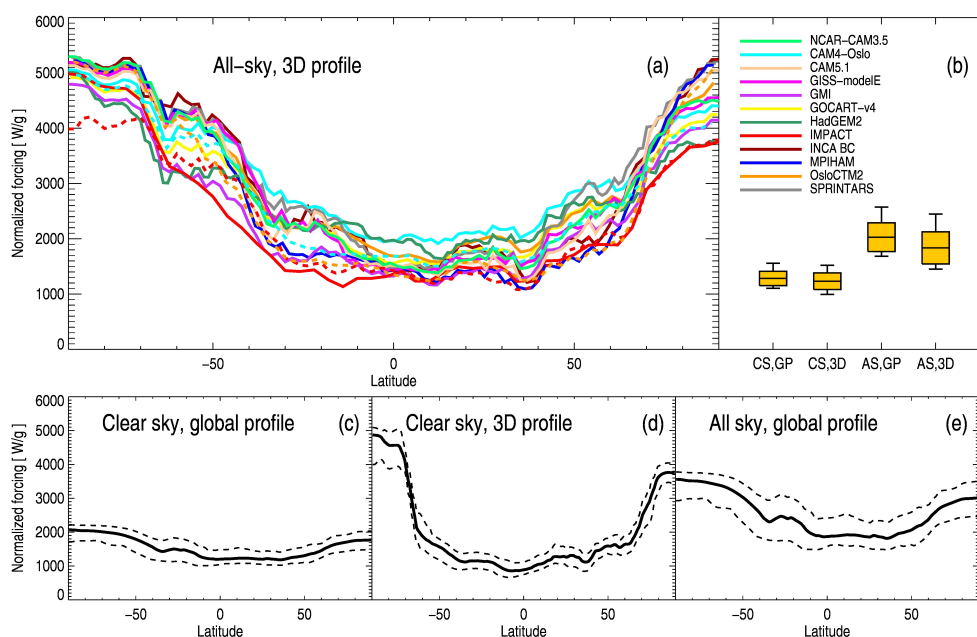 6000
5000
4000
3000
2000
1000
0
Normalized forcing [ W/g]
All-sky, 3D profile
(a)
-50
0
50
Latitude
NCAR-CAM3.5
CAM4-Oslo
CAM5.1
GISS-modelE
GMI
GOCART-v4
HadGEM2
IMPACT
INCA BC
MPIHAM
OsloCTM2
SPRINTARS
(b)
CS,GP
CS,3D
AS,GP
AS,3D
6000
5000
4000
3000
2000
1000
0
Normalized forcing [ W/g]
Clear sky, global profile
(c)
Clear sky, 3D profile
(d)
All sky, global profile
(e)
-50
0
50
-50
0
50
-50
0
50
Latitude
Latitude
Latitude